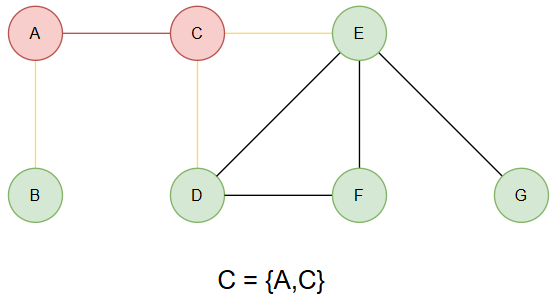 A C E
B D F G
C = {A,C}